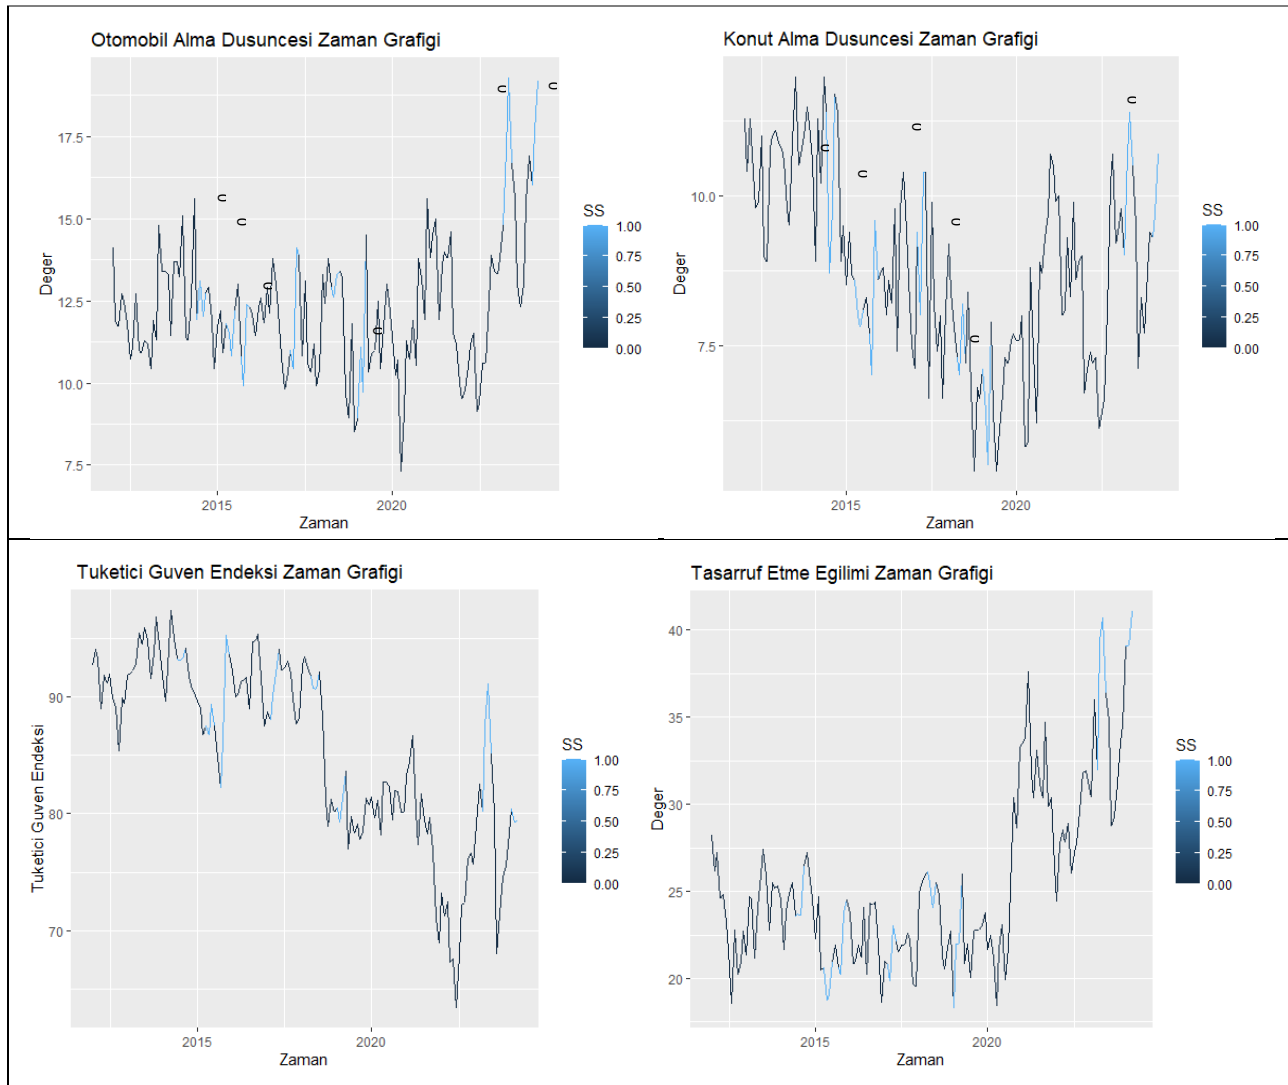 Otomobil Alma Dusuncesi Zaman Grafigi
17.5
15.0
12.5
10.0
7.5
Deger
2015
2020
Zaman
SS
1.00
0.75
0.50
0.25
0.00
Konut Alma Dusuncesi Zaman Grafigi
10.0
7.5
Deger
2015
2020
Zaman
SS
1.00
0.75
0.50
0.25
0.00
Tuketici Guven Endeksi Zaman Grafigi
90
80
70
Tuketici Guven Endeksi
2015
2020
Zaman
SS
1.00
0.75
0.50
0.25
0.00
Tasarruf Etme Egilimi Zaman Grafigi
40
35
30
25
20
Deger
2015
2020
Zaman
SS
1.00
0.75
0.50
0.25
0.00